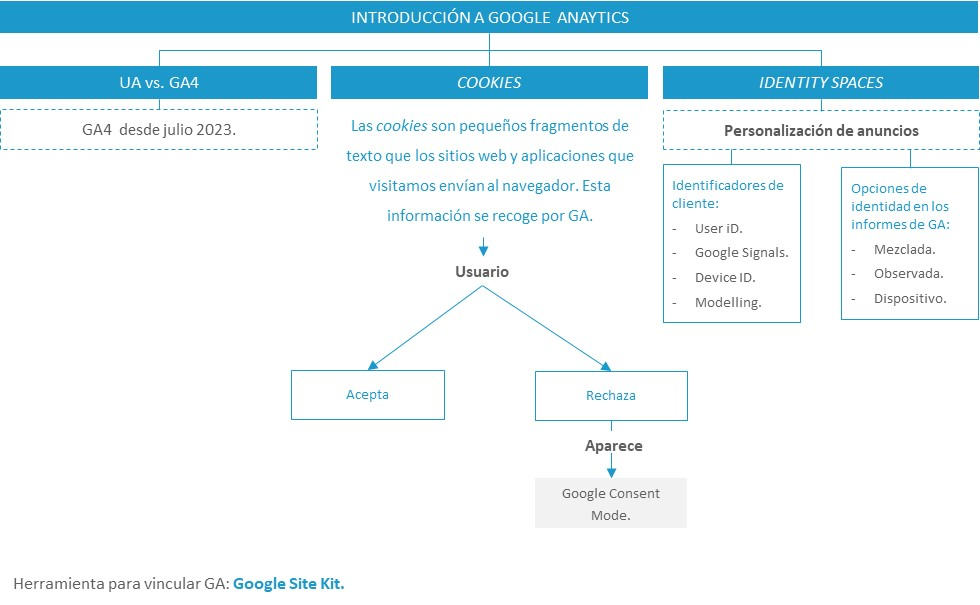 INTRODUCCIÓN A GOOGLE ANAYTICS
UA vs. GA4
GA4 desde julio 2023.
COOKIES
Las cookies son pequeños fragmentos de
texto que los sitios web y aplicaciones que
visitamos envían al navegador. Esta
información se recoge por GA.
Usuario
Acepta
Rechaza
Aparece
Google Consent
Mode.
IDENTITY SPACES
Personalización de anuncios
Identificadores de
cliente:
- User iD.
- Google Signals.
- Device ID.
- Modelling.
Opciones de
identidad en los
informes de GA:
- Mezclada.
- Observada.
- Dispositivo.
Herramienta para vincular GA: Google Site Kit.